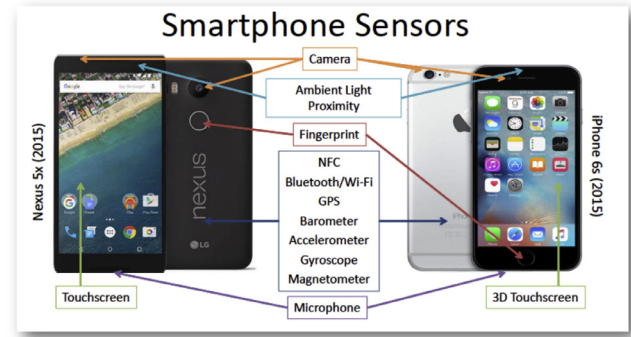 Smartphone Sensors
Camera
Ambient Light
Proximity
Fingerprint
NFC
Bluetooth/Wi-Fi
GPS
Barometer
Accelerometer
Gyroscope
Magnetometer
Microphone
Touchscreen
3D Touchscreen
Nexus 5x (2015)
iPhone 6s (2015)
Google
nexus
LG
iPh